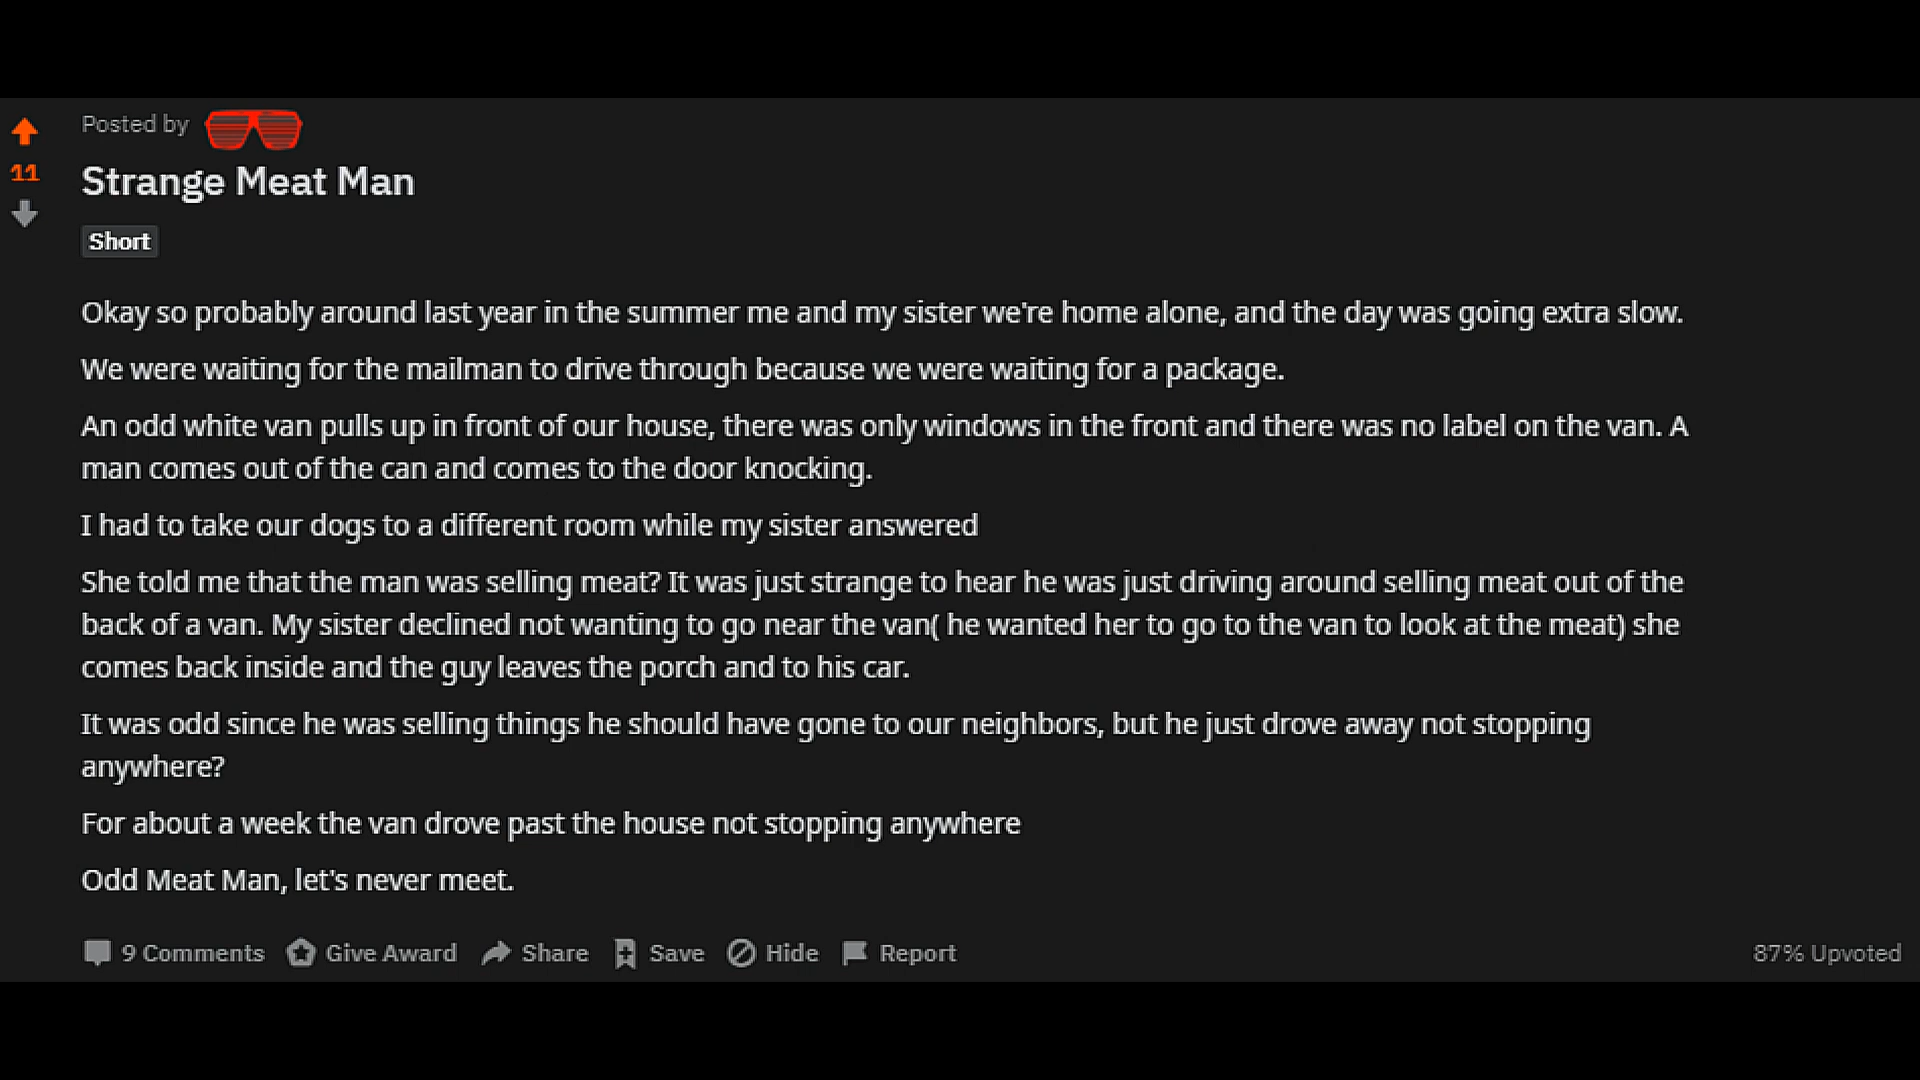 Posted by
11
Strange Meat Man
Short
Okay so probably around last year in the summer me and my sister we're home alone, and the day was going extra slow.
We were waiting for the mailman to drive through because we were waiting for a package.
An odd white van pulls up in front of our house, there was only windows in the front and there was no label on the van. A
man comes out of the can and comes to the door knocking.
I had to take our dogs to a different room while my sister answered
She told me that the man was selling meat? It was just strange to hear he was just driving around selling meat out of the
back of a van. My sister declined not wanting to go near the van( he wanted her to go to the van to look at the meat) she
comes back inside and the guy leaves the porch and to his car.
It was odd since he was selling things he should have gone to our neighbors, but he just drove away not stopping
anywhere?
For about a week the van drove past the house not stopping anywhere
Odd Meat Man, let's never meet.
9 Comments Give Award Share Save Hide Report 87% Upvoted